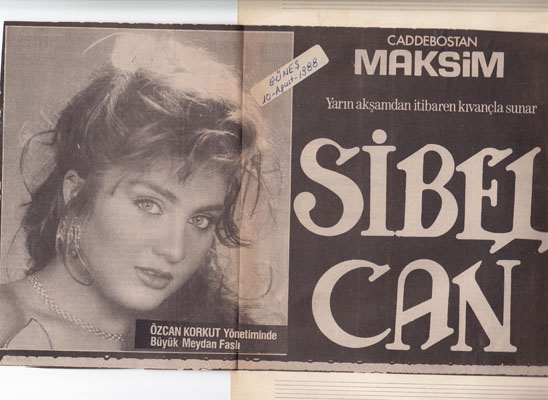 CADDEBOSTAN
MAKSİM
GÜNEŞ
10-Ağust-1988
Yarın akşamdan itibaren kıvançla sunar
SİBEL
CAN
ÖZCAN KORKUT Yönetiminde
Büyük Meydan Faslı